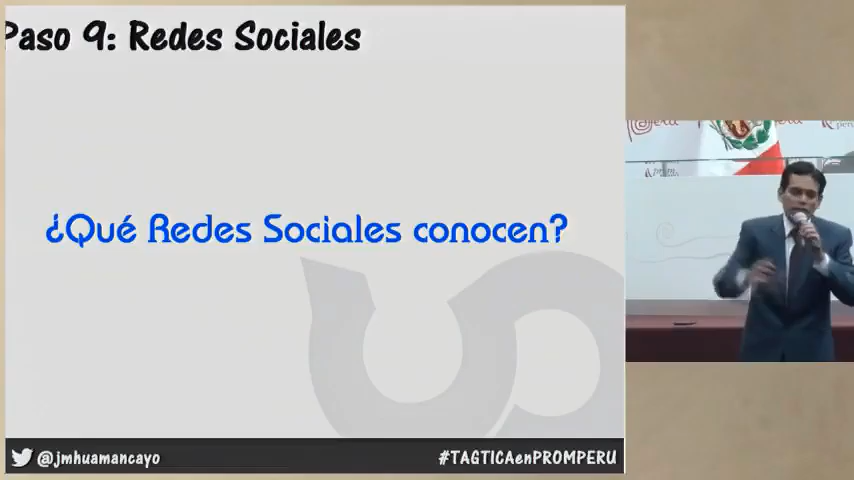 Paso 9: Redes Sociales
¿Qué Redes Sociales conocen?
@jmhuamancayo
#TAGTICAenPROMPERU